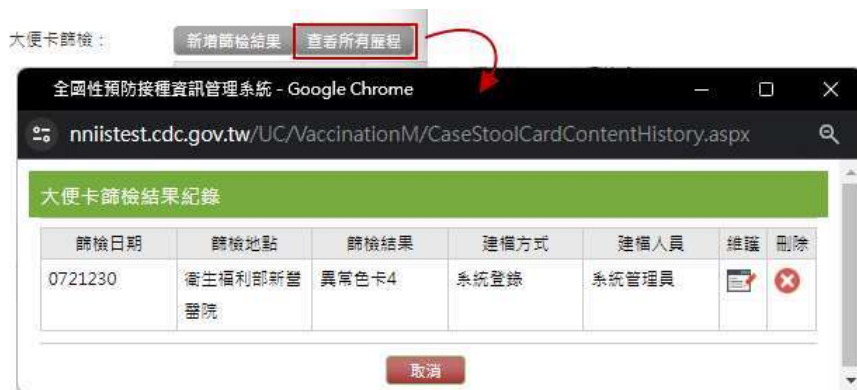 大便卡篩檢：
新增篩檢結果
查看所有歷程
全國性預防接種資訊管理系統 - Google Chrome
nniistest.cdc.gov.tw/UC/VaccinationM/CaseStoolCardContentHistory.aspx
大便卡篩檢結果紀錄
篩檢日期 篩檢地點 篩檢結果 建檔方式 建檔人員 維護 刪除
0721230 衛生福利部新營 異常色卡4 系統登錄 系統管理員
醫院
取消